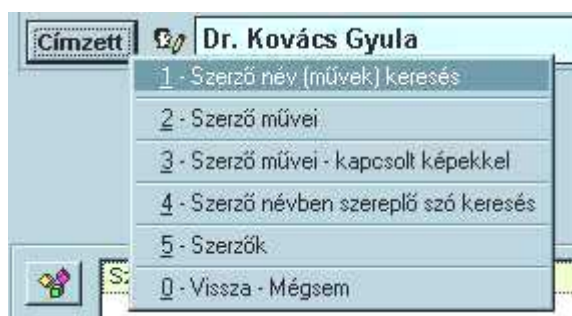 Címzett Dr. Kovács Gyula
1 - Szerző név (művek) keresés
2 - Szerző művei
3 - Szerző művei - kapcsolt képekkel
4 - Szerző névben szereplő szó keresés
5 - Szerzők
0 - Vissza - Mégsem